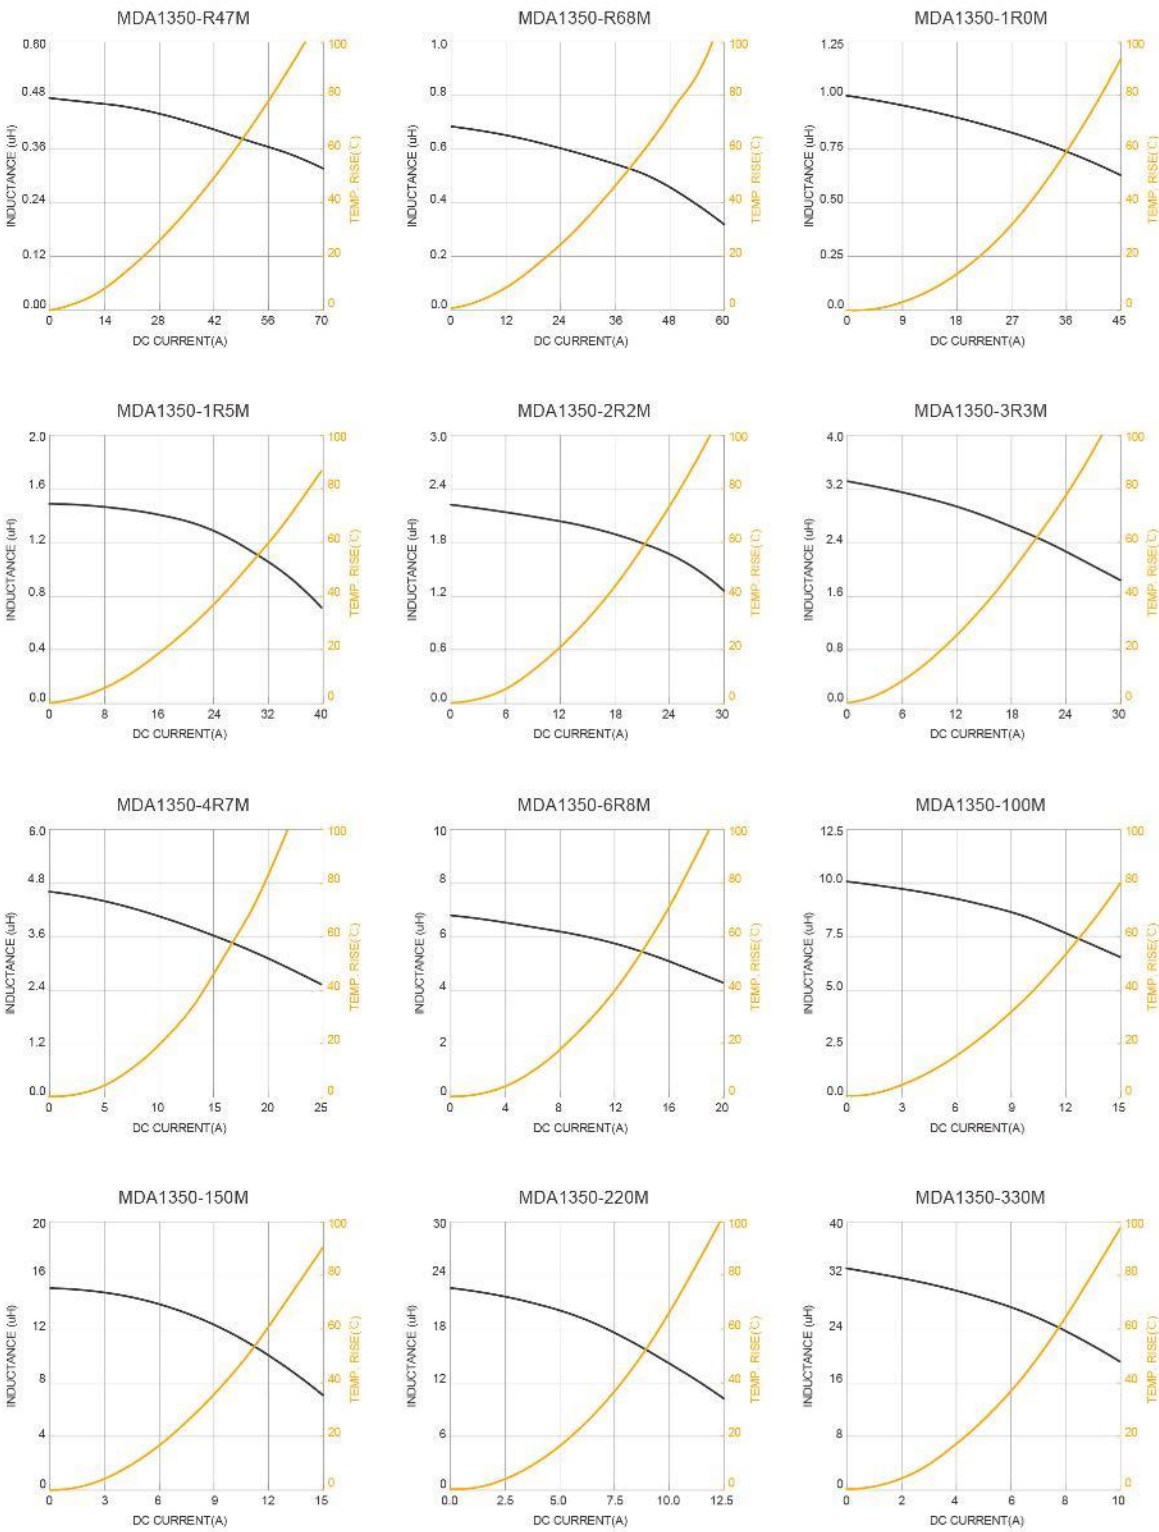 MDA1350-R47M
MDA1350-R68M
MDA1350-1R0M
0.60 0.48 0.36 0.24 0.12 0.00
INDUCTANCE (uH)
100 80 60 40 20 0
TEMP. RISE(℃)
0 14 28 42 56 70
DC CURRENT(A)
1.0 0.8 0.6 0.4 0.2 0.0
INDUCTANCE (uH)
100 80 60 40 20 0
TEMP. RISE(℃)
0 12 24 36 48 60
DC CURRENT(A)
1.25 1.00 0.75 0.50 0.25 0.00
INDUCTANCE (uH)
100 80 60 40 20 0
TEMP. RISE(℃)
0 9 18 27 36 45
DC CURRENT(A)
MDA1350-1R5M
MDA1350-2R2M
MDA1350-3R3M
2.0 1.6 1.2 0.8 0.4 0.0
INDUCTANCE (uH)
100 80 60 40 20 0
TEMP. RISE(℃)
0 8 16 24 32 40
DC CURRENT(A)
3.0 2.4 1.8 1.2 0.6 0.0
INDUCTANCE (uH)
100 80 60 40 20 0
TEMP. RISE(℃)
0 6 12 18 24 30
DC CURRENT(A)
4.0 3.2 2.4 1.6 0.8 0.0
INDUCTANCE (uH)
100 80 60 40 20 0
TEMP. RISE(℃)
0 6 12 18 24 30
DC CURRENT(A)
MDA1350-4R7M
MDA1350-6R8M
MDA1350-100M
6.0 4.8 3.6 2.4 1.2 0.0
INDUCTANCE (uH)
100 80 60 40 20 0
TEMP. RISE(℃)
0 5 10 15 20 25
DC CURRENT(A)
10 8 6 4 2 0
INDUCTANCE (uH)
100 80 60 40 20 0
TEMP. RISE(℃)
0 4 8 12 16 20
DC CURRENT(A)
12.5 10.0 7.5 5.0 2.5 0.0
INDUCTANCE (uH)
100 80 60 40 20 0
TEMP. RISE(℃)
0 3 6 9 12 15
DC CURRENT(A)
MDA1350-150M
MDA1350-220M
MDA1350-330M
20 16 12 8 4 0
INDUCTANCE (uH)
100 80 60 40 20 0
TEMP. RISE(℃)
0 3 6 9 12 15
DC CURRENT(A)
30 24 18 12 6 0
INDUCTANCE (uH)
100 80 60 40 20 0
TEMP. RISE(℃)
0.0 2.5 5.0 7.5 10.0 12.5
DC CURRENT(A)
40 32 24 16 8 0
INDUCTANCE (uH)
100 80 60 40 20 0
TEMP. RISE(℃)
0 2 4 6 8 10
DC CURRENT(A)